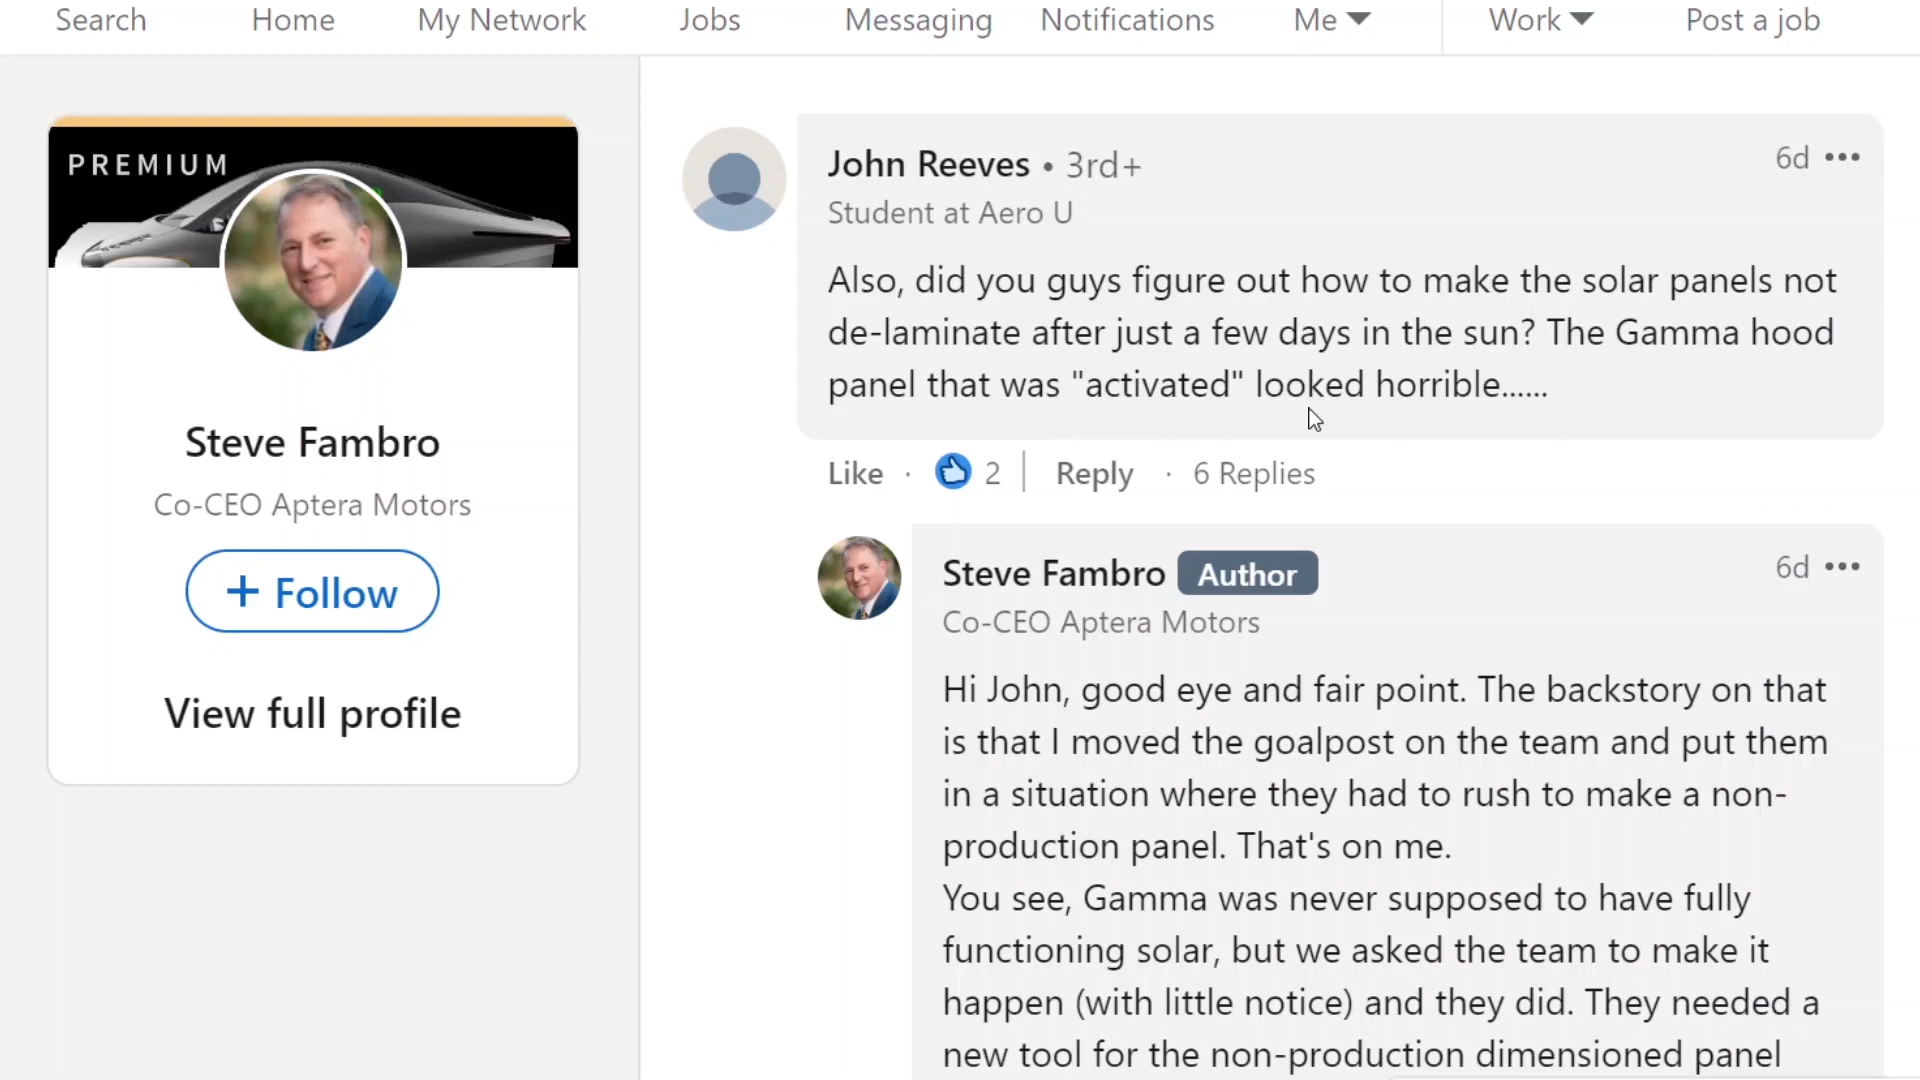 Search Home My Network Jobs Messaging Notifications Me Work Post a job
PREMIUM
Steve Fambro
Co-CEO Aptera Motors
+ Follow
View full profile
John Reeves • 3rd+
6d •••
Student at Aero U
Also, did you guys figure out how to make the solar panels not
de-laminate after just a few days in the sun? The Gamma hood
panel that was "activated" looked horrible......
Like · 2 | Reply · 6 Replies
Steve Fambro Author
6d •••
Co-CEO Aptera Motors
Hi John, good eye and fair point. The backstory on that
is that I moved the goalpost on the team and put them
in a situation where they had to rush to make a non-
production panel. That's on me.
You see, Gamma was never supposed to have fully
functioning solar, but we asked the team to make it
happen (with little notice) and they did. They needed a
new tool for the non-production dimensioned panel